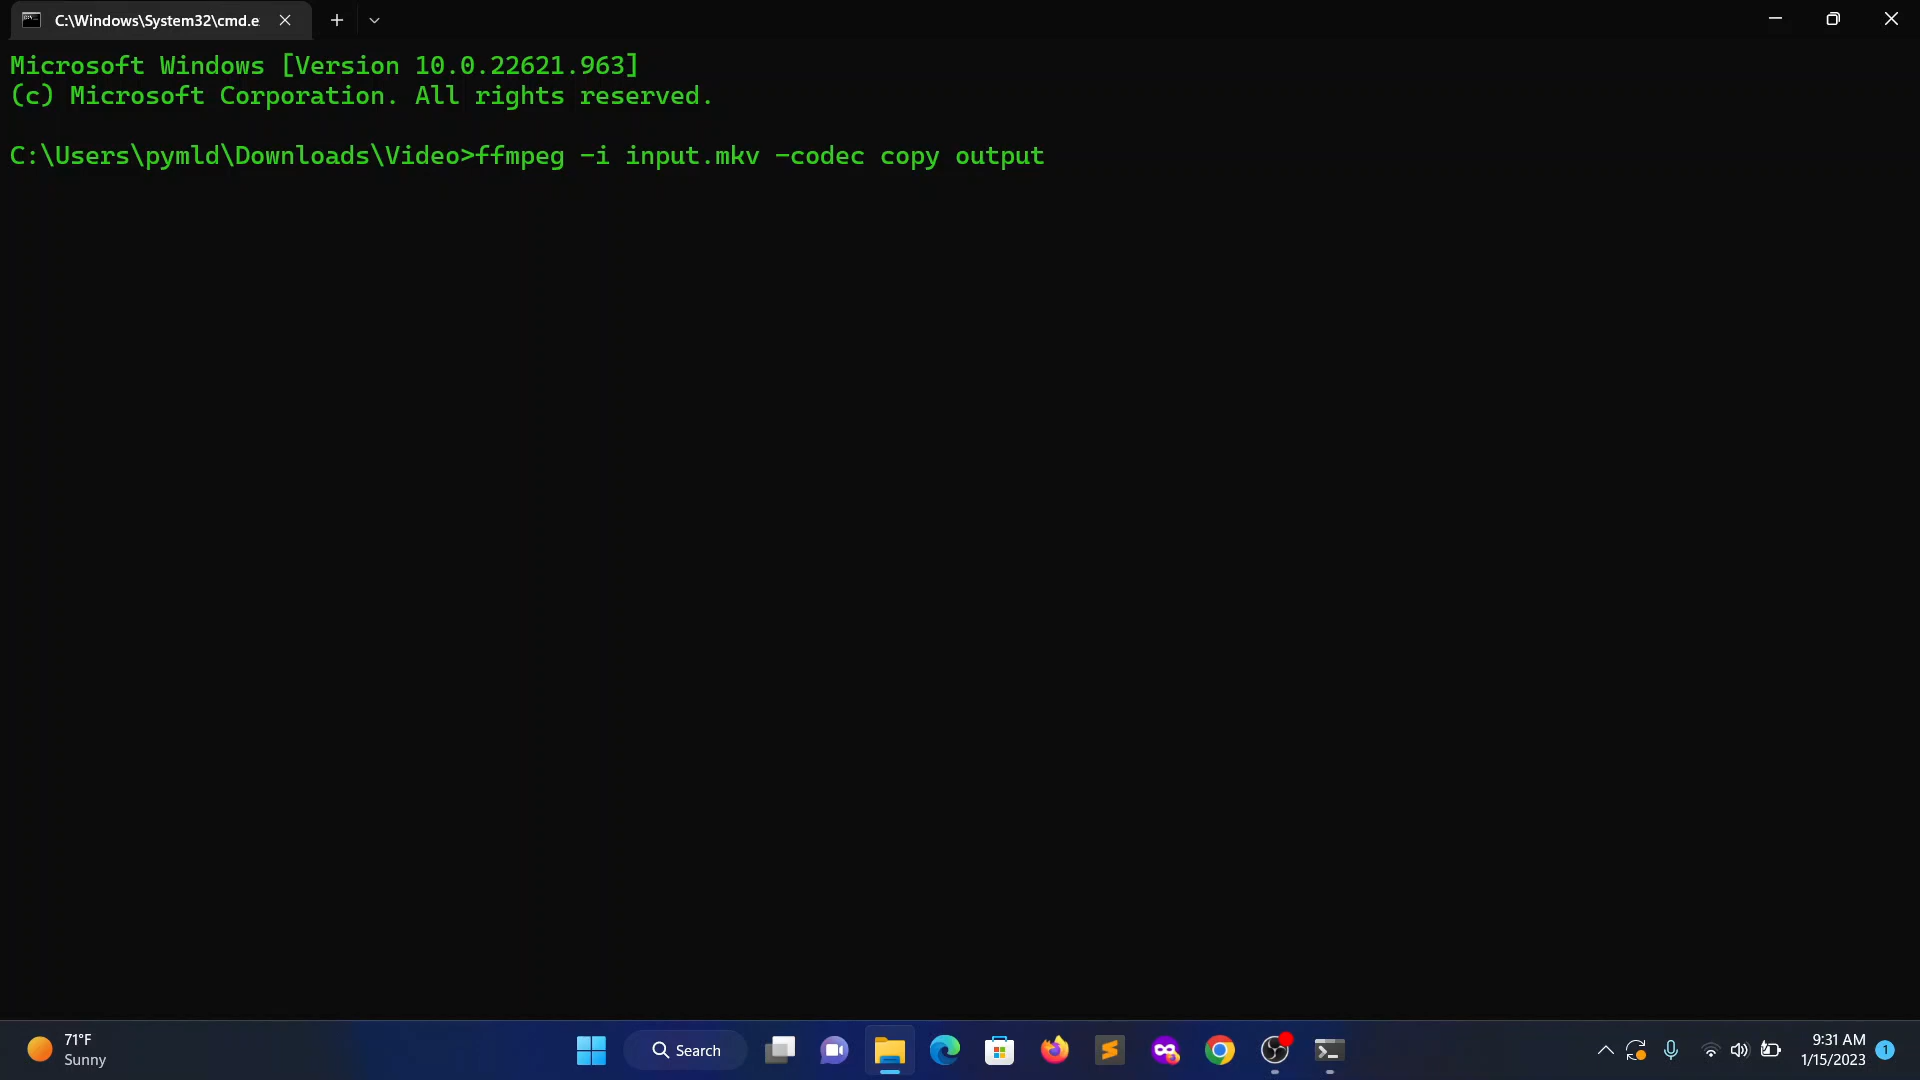 C:\Windows\System32\cmd.e
Microsoft Windows [Version 10.0.22621.963]
(c) Microsoft Corporation. All rights reserved.
C:\Users\pymld\Downloads\Video>ffmpeg -i input.mkv -codec copy output
71°F
Sunny
Search
9:31 AM
1/15/2023
1